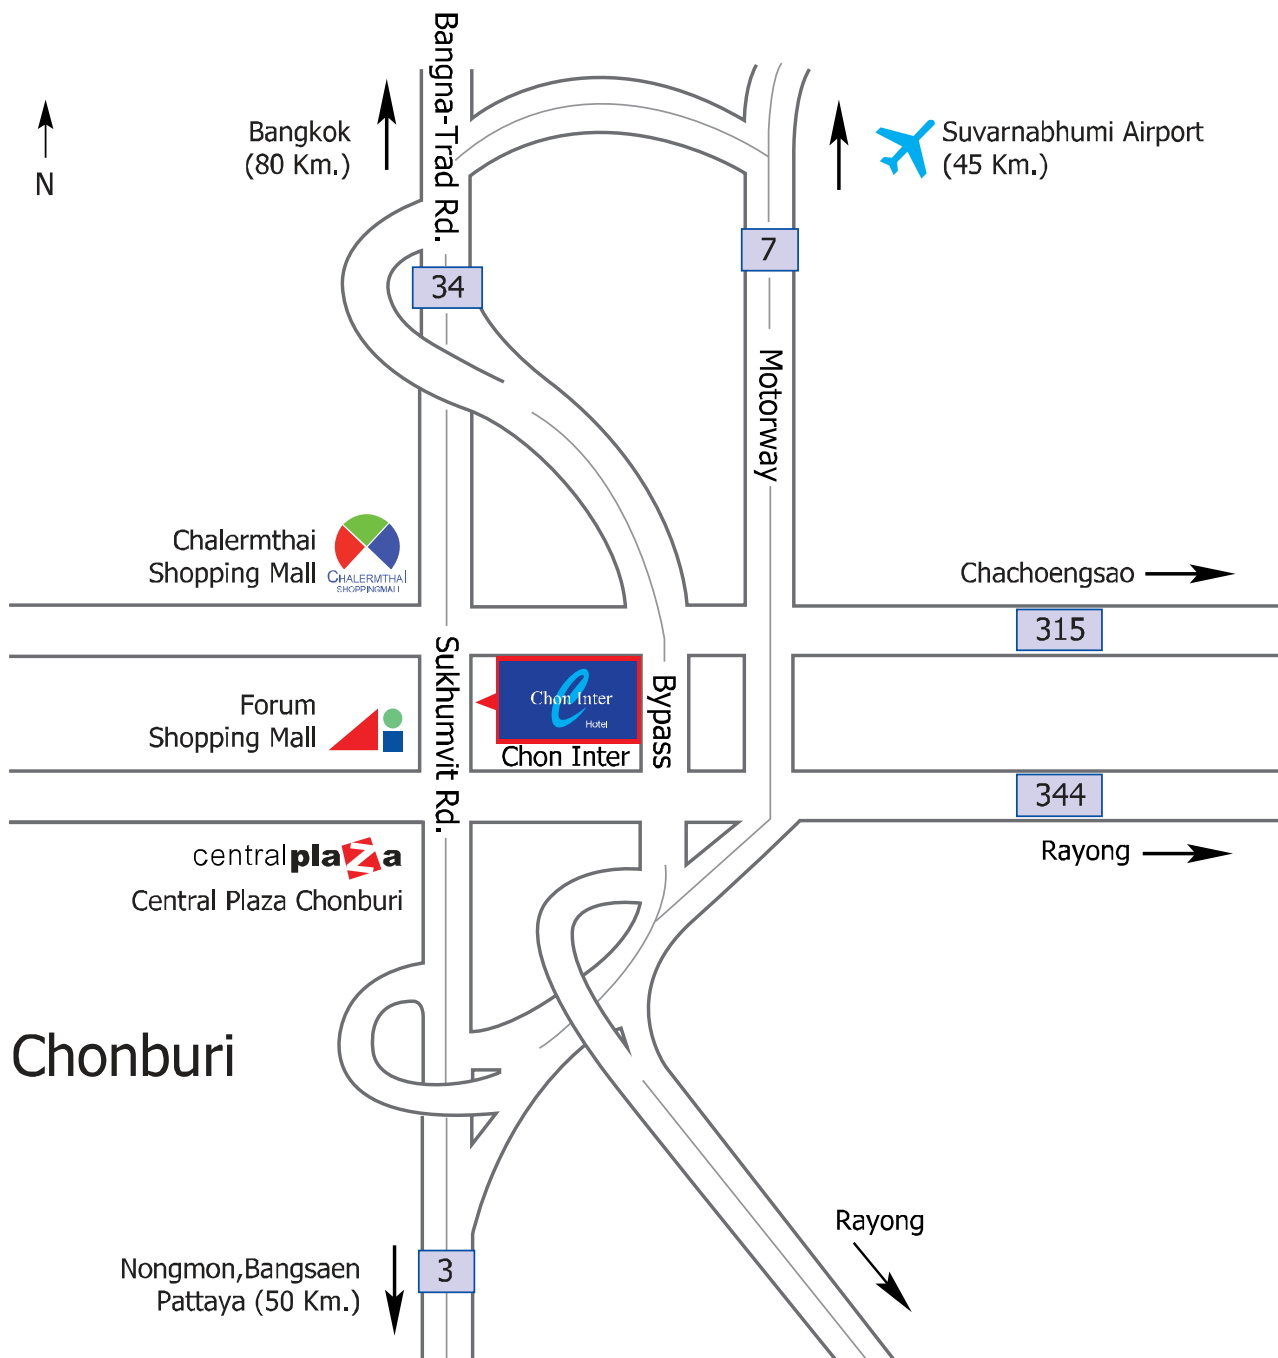 Bangna-Trad Rd.
N
Bangkok
(80 Km.)
Suvarnabhumi Airport
(45 Km.)
34
7
Motorway
Chalermthai
Shopping Mall
CHALERMTHAI
SHOPPINGMALL
Chachoengsao
315
Sukhumvit Rd.
Chon Inter
Hotel
Chon Inter
Bypass
Forum
Shopping Mall
344
Rayong
centralplaza
Central Plaza Chonburi
Chonburi
Rayong
Nongmon,Bangsaen
Pattaya (50 Km.)
3